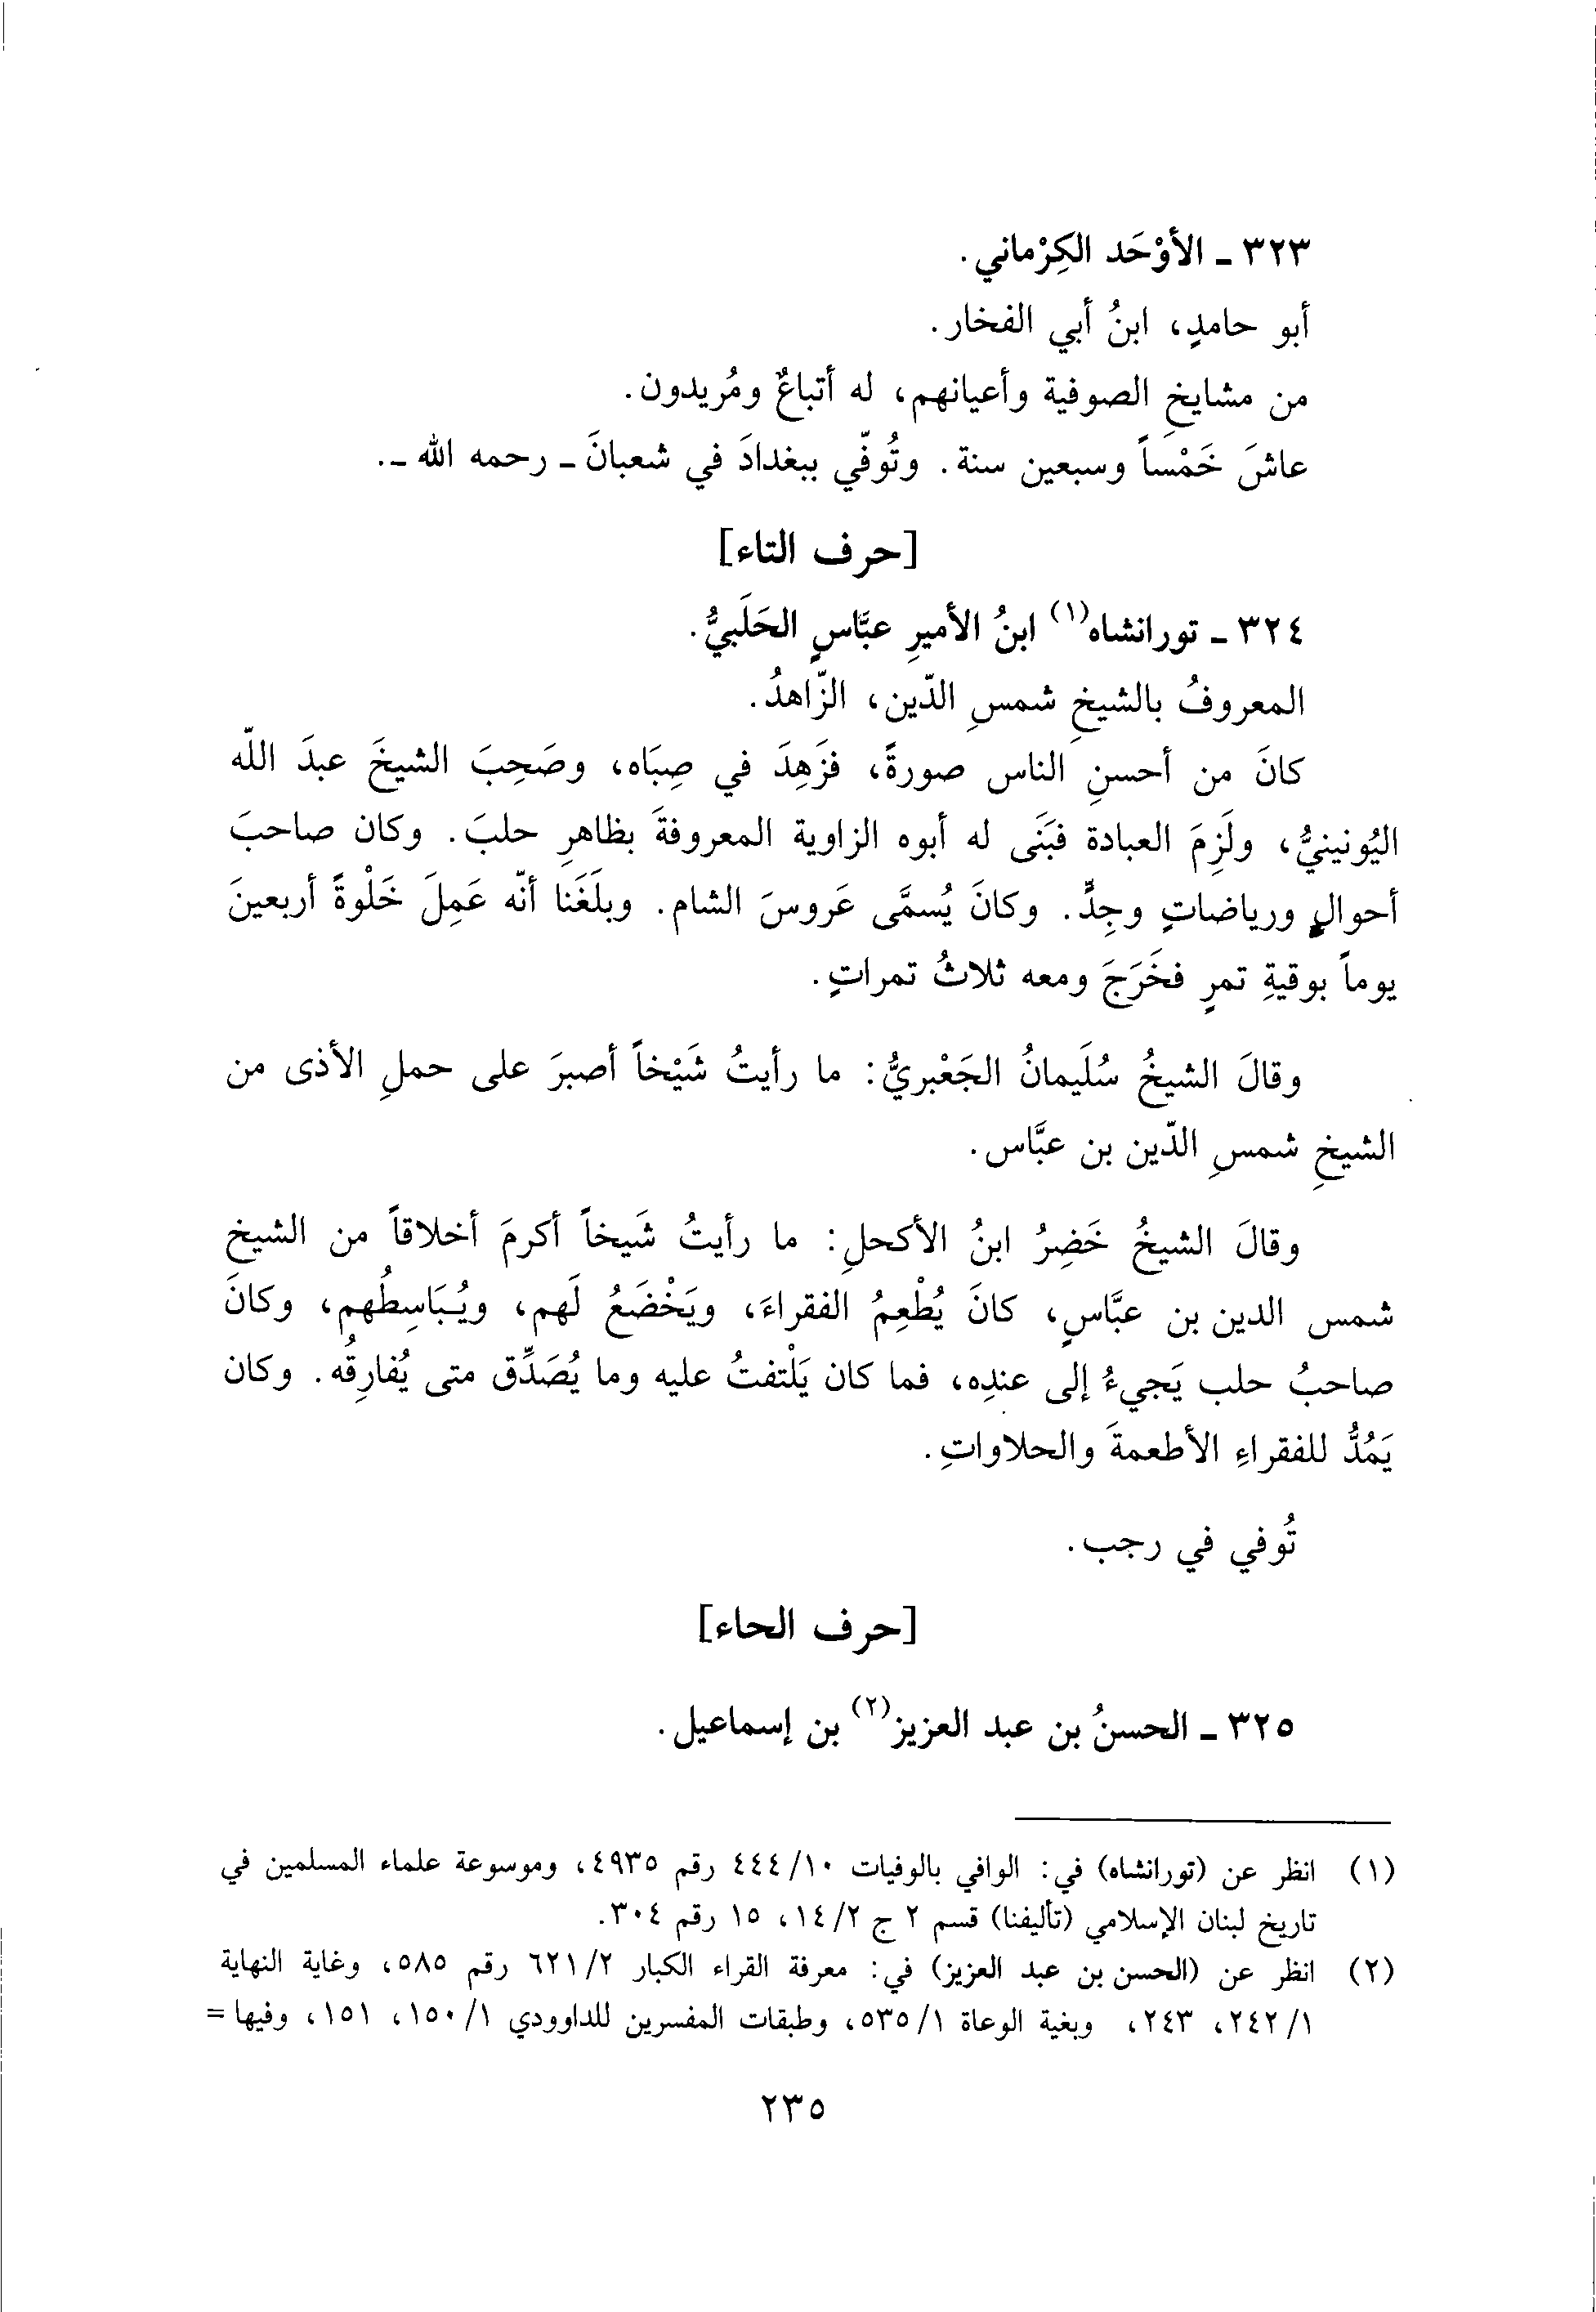 ٣٢٣ ـ الأوْحَد الكِرْماني.
أبو حامدٍ، ابنُ أبي الفخار.
من مشايخِ الصوفية وأعيانهم، له أتباعٌ ومُريدون.
عاشَ خَمْساً وسبعين سنة. وتُوفّي ببغدادَ في شعبانَ ـ رحمه الله ـ.
[حرف التاء]
٣٢٤ ـ تورانشاه(١) ابنُ الأميرِ عبَّاسٍ الحَلَبيُّ.
المعروفُ بالشيخِ شمسِ الدّين، الزّاهدُ.
كانَ من أحسنِ الناس صورةً، فزَهِدَ في صِبَاه، وصَحِبَ الشيخَ عبدَ اللّه
اليُونينيُّ، ولَزِمَ العبادة فبَنَى له أبوه الزاوية المعروفةَ بظاهرِ حلبَ. وكان صاحبَ
أحوالٍ ورياضاتٍ وجِدٍّ. وكانَ يُسمَّى عَروسَ الشام. وبلَغَنا أنّه عَمِلَ خَلْوةً أربعينَ
يوماً بوقيةِ تمرٍ فخَرَجَ ومعه ثلاثُ تمراتٍ.
وقالَ الشيخُ سُلَيمانُ الجَعْبريُّ: ما رأيتُ شَيْخاً أصبرَ على حملِ الأذى من
الشيخِ شمسِ الدّين بن عبَّاس.
وقالَ الشيخُ خَضِرُ ابنُ الأكحلِ: ما رأيتُ شَيخاً أكرمَ أخلاقاً من الشيخ
شمس الدين بن عبَّاسٍ، كانَ يُطْعِمُ الفقراءَ، ويَخْضَعُ لَهم، ويُـبَاسِطُهم، وكانَ
صاحبُ حلب يَجيءُ إلى عندِه، فما كان يَلْتفتُ عليه وما يُصَدِّق متى يُفارِقُه. وكان
يَمُدُّ للفقراءِ الأطعمةَ والحلاواتِ.
تُوفي في رجب.
[حرف الحاء]
٣٢٥ ـ الحسنُ بن عبد العزيز(٢) بن إسماعيل.
(١) انظر عن (تورانشاه) في: الوافي بالوفيات ١٠/ ٤٤٤ رقم ٤٩٣٥، وموسوعة علماء المسلمين في
تاريخ لبنان الإسلامي (تأليفنا) قسم ٢ ج ٢/ ١٤، ١٥ رقم ٣٠٤.
(٢) انظر عن (الحسن بن عبد العزيز) في: معرفة القراء الكبار ٢/ ٦٢١ رقم ٥٨٥، وغاية النهاية
١/ ٢٤٢، ٢٤٣، وبغية الوعاة ١/ ٥٣٥، وطبقات المفسرين للداوودي ١/ ١٥٠، ١٥١، وفيها =
٢٣٥